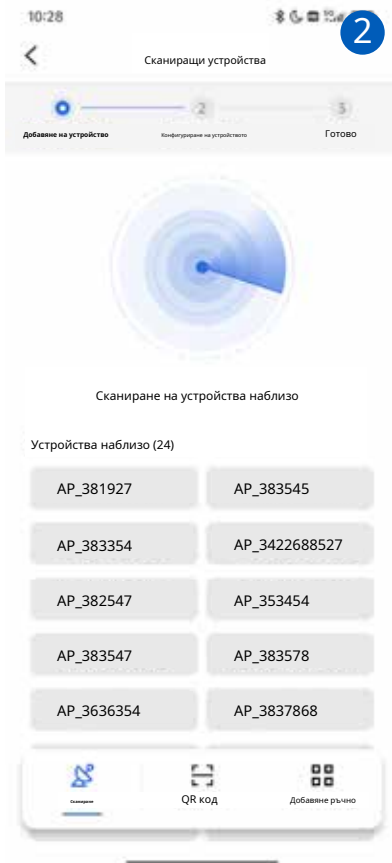 10:28
2
Сканиращи устройства
2 3
Добавяне на устройство Конфигуриране на устройството Готово
Сканиране на устройства наблизо
Устройства наблизо (24)
AP_381927 AP_383545
AP_383354 AP_3422688527
AP_382547 AP_353454
AP_383547 AP_383578
AP_3636354 AP_3837868
Сканиране QR код Добавяне ръчно